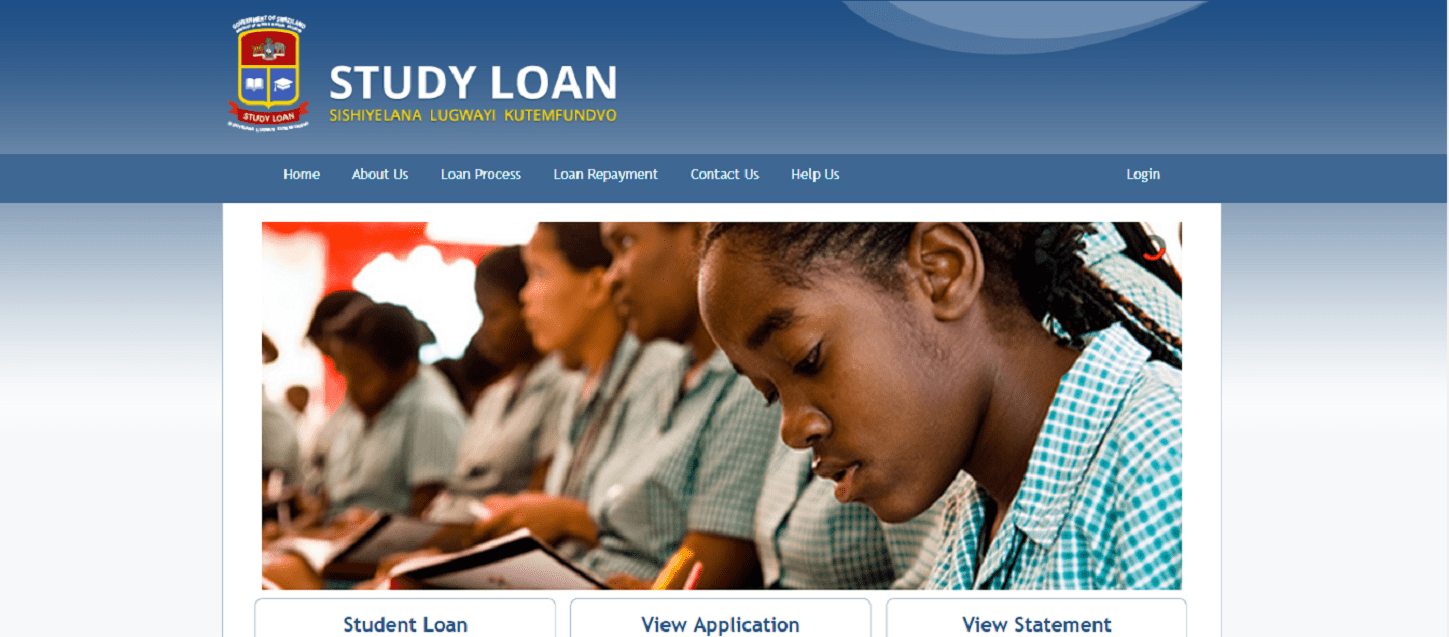 GOVERNMENT OF SWAZILAND
STUDY LOAN
STUDY LOAN
SISHIYELANA LUGWAYI KUTEMFUNDVO
Home About Us Loan Process Loan Repayment Contact Us Help Us Login
Student Loan View Application View Statement